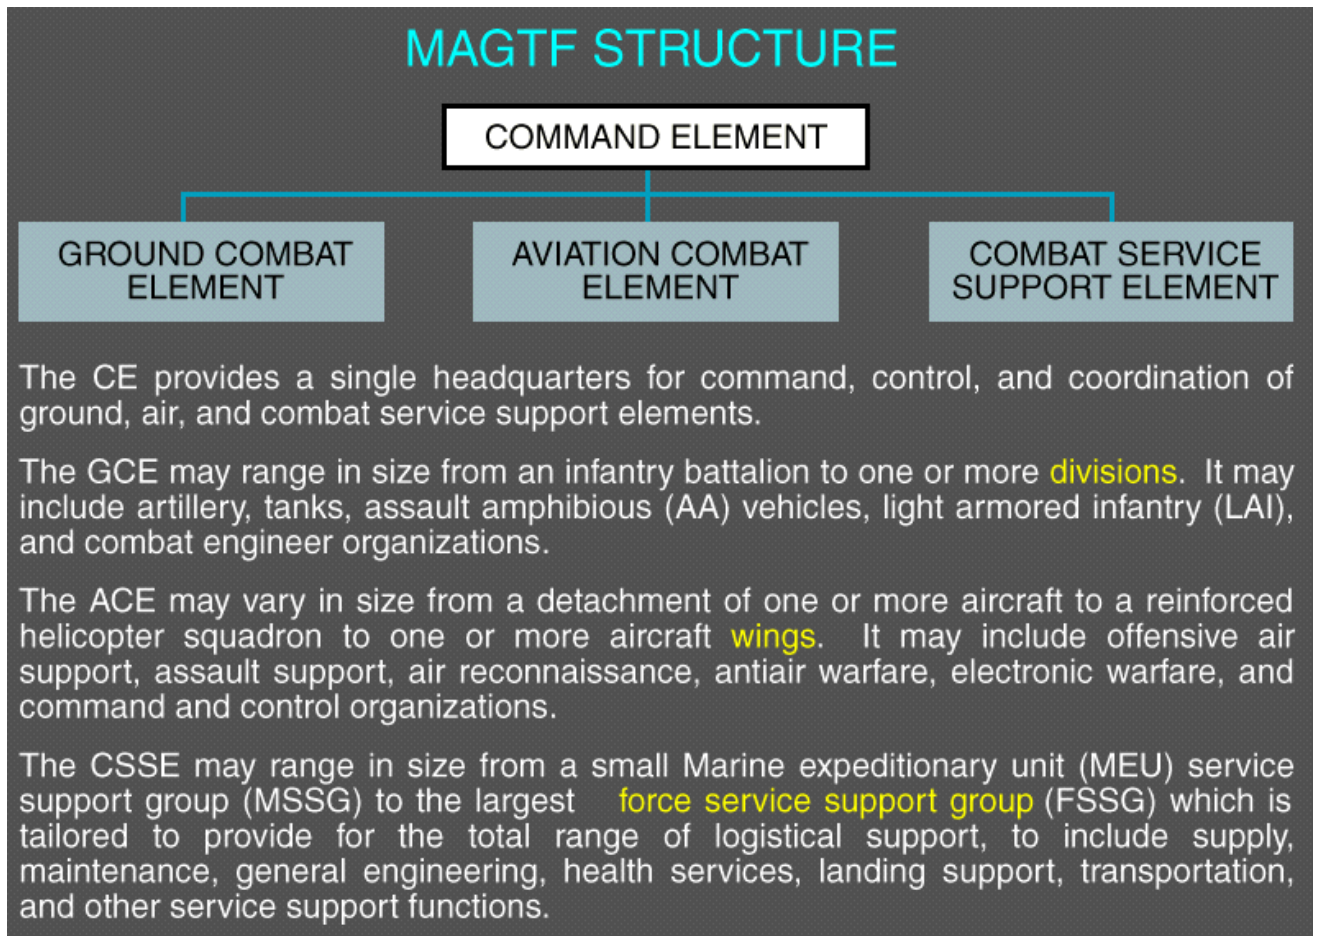 MAGTF STRUCTURE
COMMAND ELEMENT
GROUND COMBAT
ELEMENT
AVIATION COMBAT
ELEMENT
COMBAT SERVICE
SUPPORT ELEMENT
The CE provides a single headquarters for command, control, and coordination of
ground, air, and combat service support elements.
The GCE may range in size from an infantry battalion to one or more divisions. It may
include artillery, tanks, assault amphibious (AA) vehicles, light armored infantry (LAI),
and combat engineer organizations.
The ACE may vary in size from a detachment of one or more aircraft to a reinforced
helicopter squadron to one or more aircraft wings. It may include offensive air
support, assault support, air reconnaissance, antiair warfare, electronic warfare, and
command and control organizations.
The CSSE may range in size from a small Marine expeditionary unit (MEU) service
support group (MSSG) to the largest force service support group (FSSG) which is
tailored to provide for the total range of logistical support, to include supply,
maintenance, general engineering, health services, landing support, transportation,
and other service support functions.